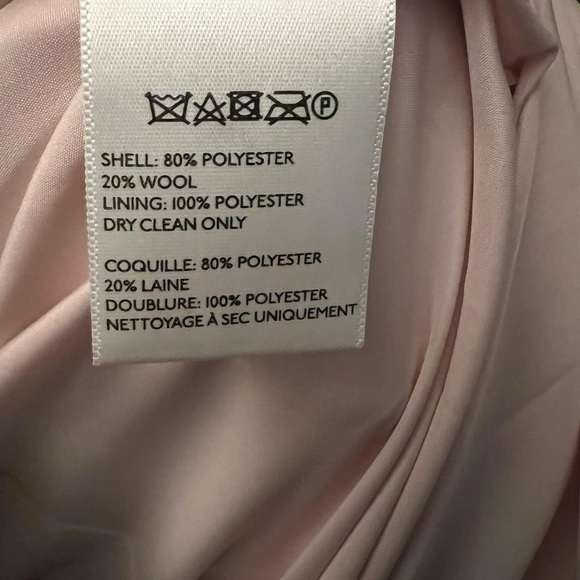 P
SHELL: 80% POLYESTER
20% WOOL
LINING: 100% POLYESTER
DRY CLEAN ONLY
COQUILLE: 80% POLYESTER
20% LAINE
DOUBLURE: 100% POLYESTER
NETTOYAGE À SEC UNIQUEMENT